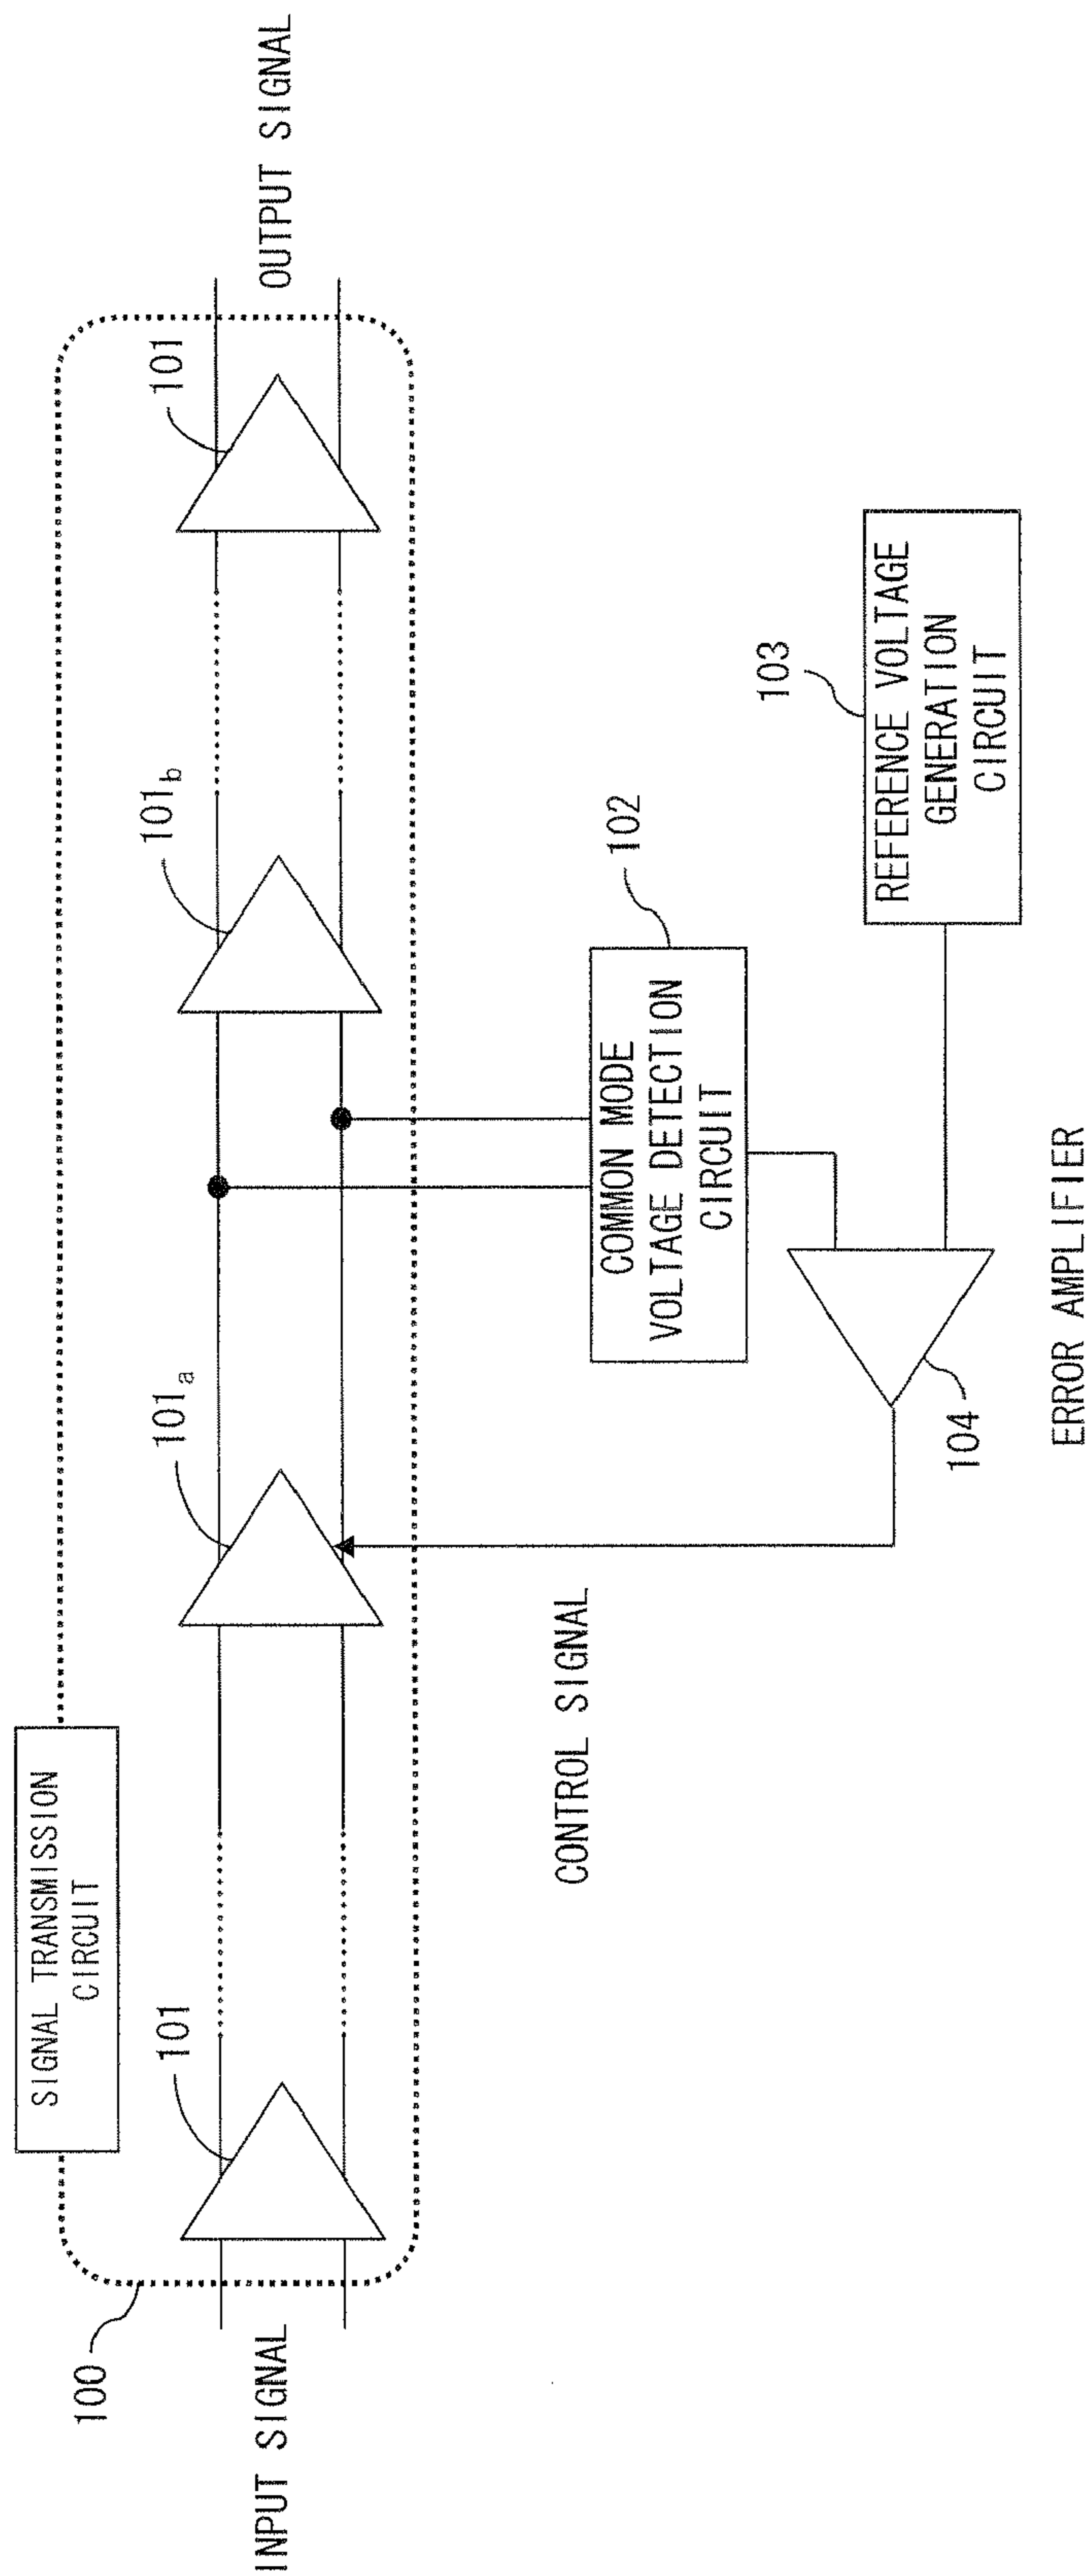 SIGNAL TRANSMISSION
CIRCUIT
100
INPUT SIGNAL
101
101a
101b
101
OUTPUT SIGNAL
CONTROL SIGNAL
COMMON MODE
VOLTAGE DETECTION
CIRCUIT
102
103
REFERENCE VOLTAGE
GENERATION
CIRCUIT
104
ERROR AMPLIFIER